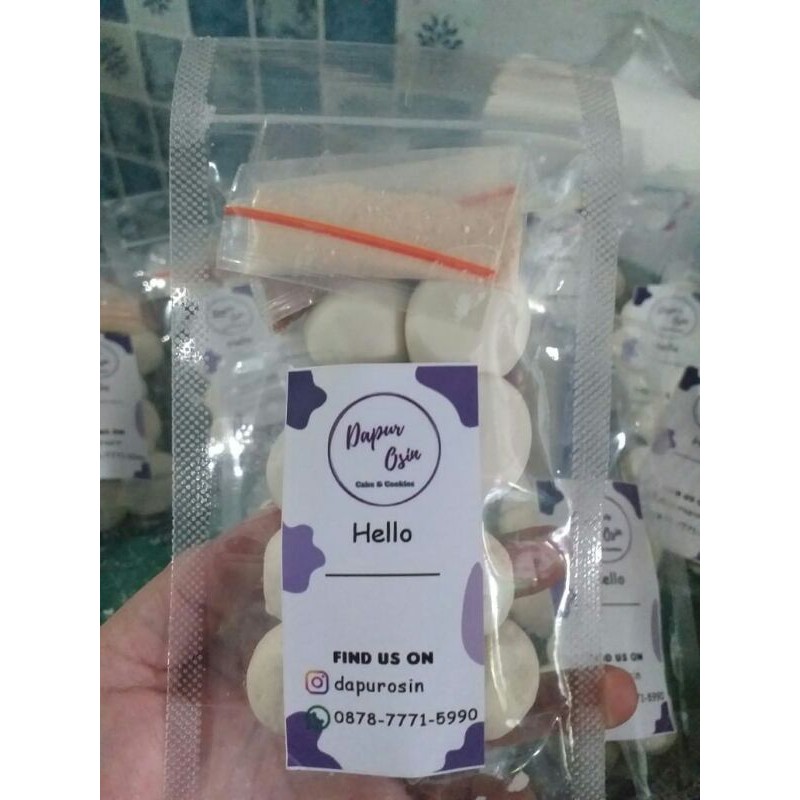 Dapur
Osin
Cake & Cookies
Hello
FIND US ON
dapurosin
0878-7771-5990